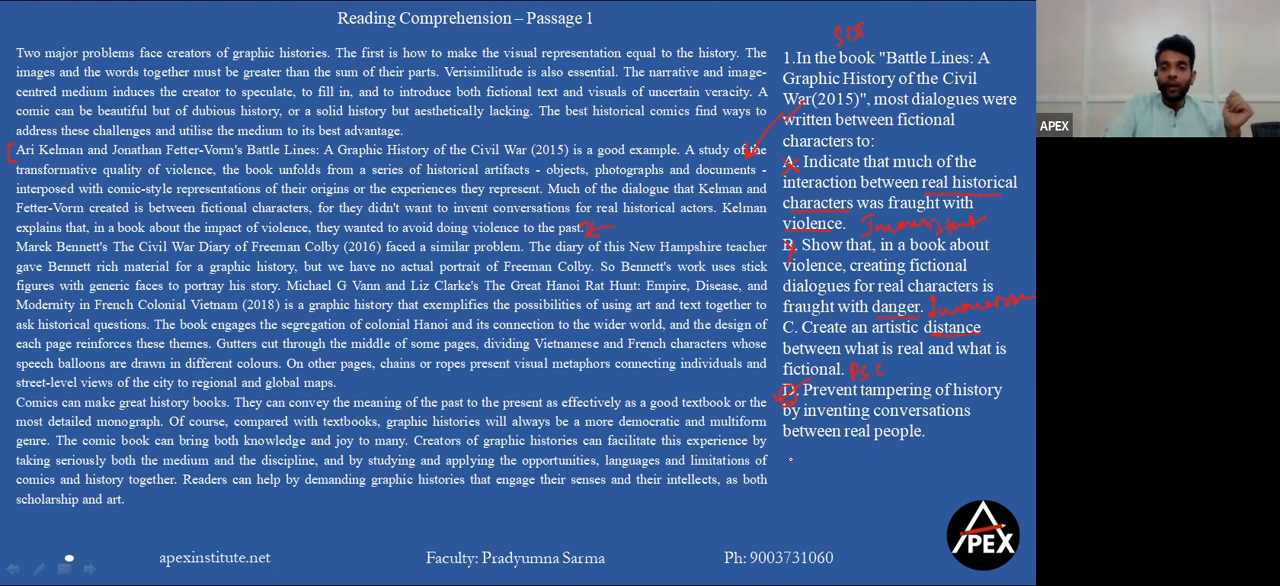 Reading Comprehension – Passage 1
Two major problems face creators of graphic histories. The first is how to make the visual representation equal to the history. The
images and the words together must be greater than the sum of their parts. Verisimilitude is also essential. The narrative and image-
centred medium induces the creator to speculate, to fill in, and to introduce both fictional text and visuals of uncertain veracity. A
comic can be beautiful but of dubious history, or a solid history but aesthetically lacking. The best historical comics find ways to
address these challenges and utilise the medium to its best advantage.
Ari Kelman and Jonathan Fetter-Vorm's Battle Lines: A Graphic History of the Civil War (2015) is a good example. A study of the
transformative quality of violence, the book unfolds from a series of historical artifacts - objects, photographs and documents -
interposed with comic-style representations of their origins or the experiences they represent. Much of the dialogue that Kelman and
Fetter-Vorm created is between fictional characters, for they didn't want to invent conversations for real historical actors. Kelman
explains that, in a book about the impact of violence, they wanted to avoid doing violence to the past.
Marek Bennett's The Civil War Diary of Freeman Colby (2016) faced a similar problem. The diary of this New Hampshire teacher
gave Bennett rich material for a graphic history, but we have no actual portrait of Freeman Colby. So Bennett's work uses stick
figures with generic faces to portray his story. Michael G Vann and Liz Clarke's The Great Hanoi Rat Hunt: Empire, Disease, and
Modernity in French Colonial Vietnam (2018) is a graphic history that exemplifies the possibilities of using art and text together to
ask historical questions. The book engages the segregation of colonial Hanoi and its connection to the wider world, and the design of
each page reinforces these themes. Gutters cut through the middle of some pages, dividing Vietnamese and French characters whose
speech balloons are drawn in different colours. On other pages, chains or ropes present visual metaphors connecting individuals and
street-level views of the city to regional and global maps.
Comics can make great history books. They can convey the meaning of the past to the present as effectively as a good textbook or the
most detailed monograph. Of course, compared with textbooks, graphic histories will always be a more democratic and multiform
genre. The comic book can bring both knowledge and joy to many. Creators of graphic histories can facilitate this experience by
taking seriously both the medium and the discipline, and by studying and applying the opportunities, languages and limitations of
comics and history together. Readers can help by demanding graphic histories that engage their senses and their intellects, as both
scholarship and art.
1.In the book "Battle Lines: A
Graphic History of the Civil
War(2015)", most dialogues were
written between fictional
characters to:
A. Indicate that much of the
interaction between real historical
characters was fraught with
violence. Inconsistent
B. Show that, in a book about
violence, creating fictional
dialogues for real characters is
fraught with danger.
C. Create an artistic distance
between what is real and what is
fictional.
D. Prevent tampering of history
by inventing conversations
between real people.
APEX
APEX
apexinstitute.net
Faculty: Pradyumna Sarma
Ph: 9003731060